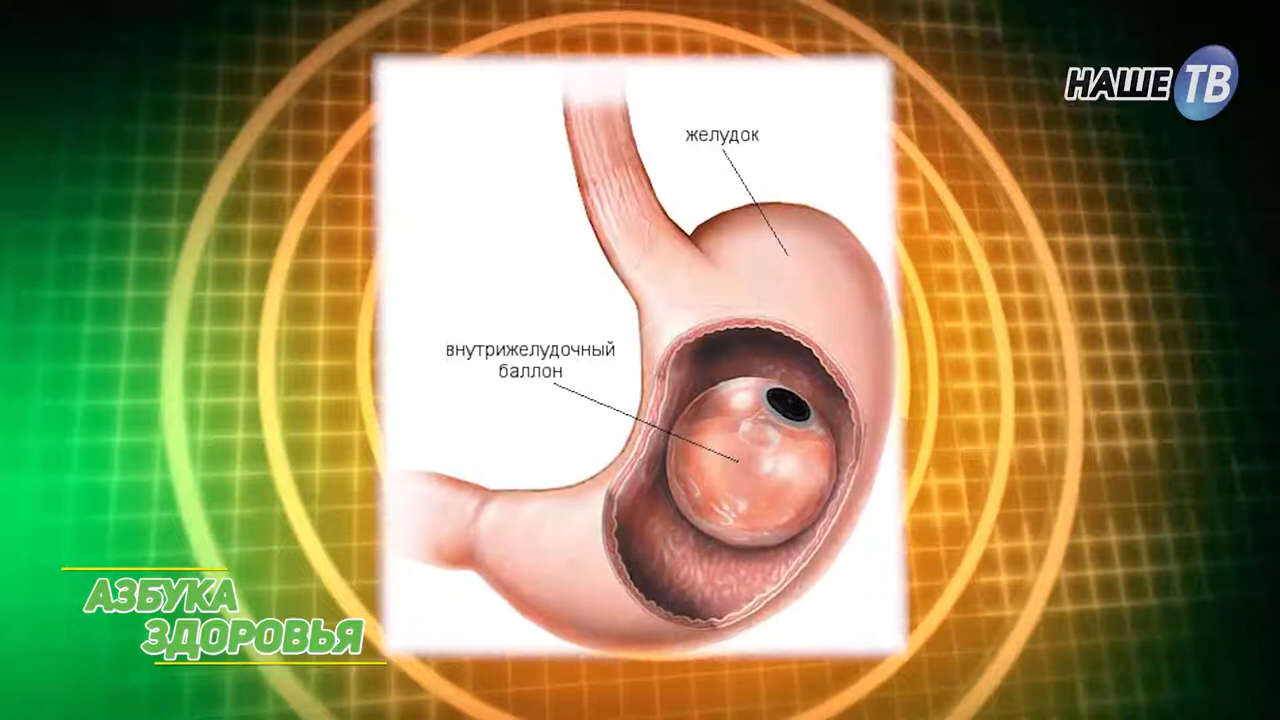 НАШЕ ТВ
желудок
внутрижелудочный
баллон
АЗБУКА
ЗДОРОВЬЯ